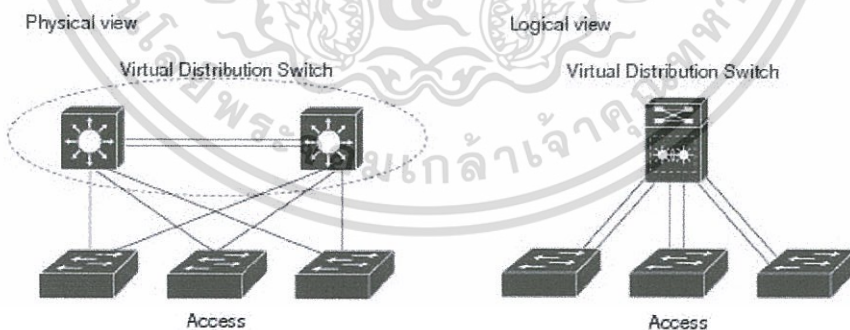 Physical view
Logical view
Virtual Distribution Switch
Virtual Distribution Switch
Access
Access